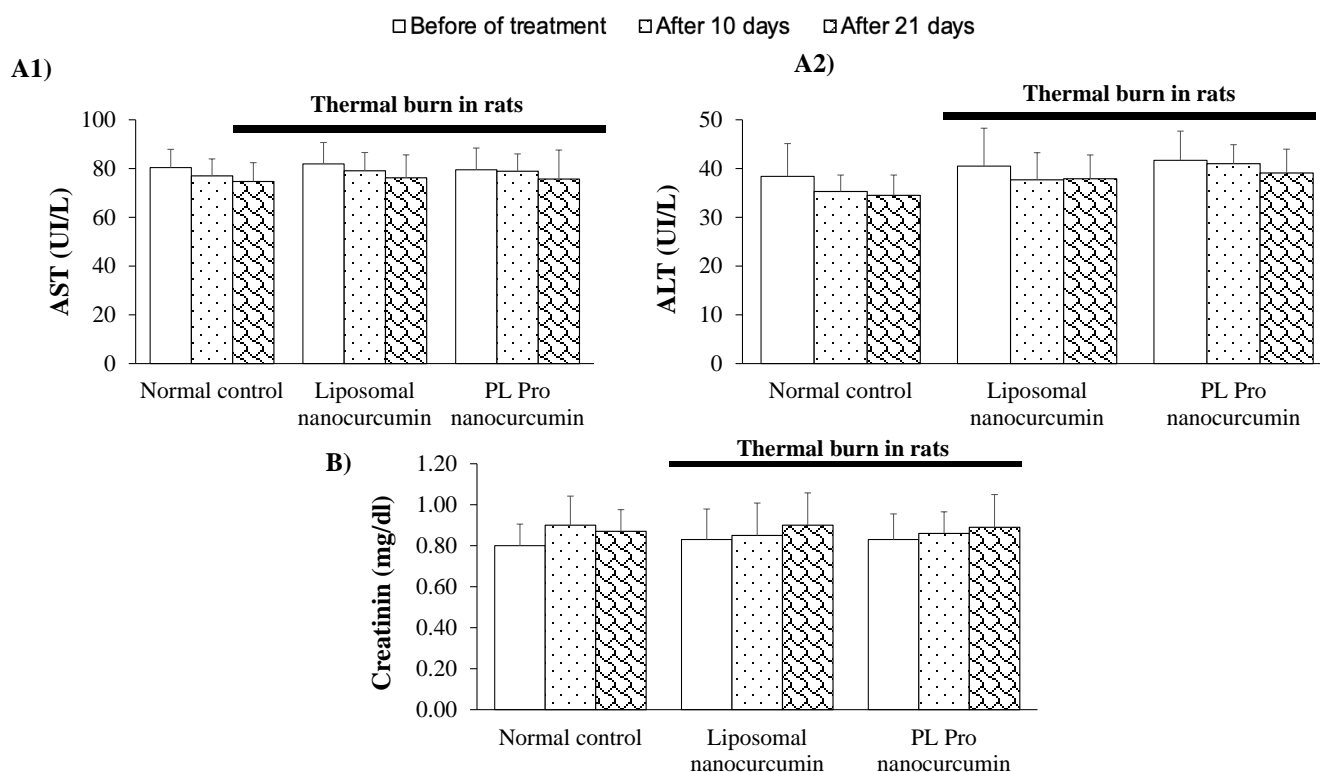 Before of treatment After 10 days After 21 days
A1)
Thermal burn in rats
AST (UI/L)
100
80
60
40
20
0
Normal control
Liposomal
nanocurcumin
PL Pro
nanocurcumin
A2)
Thermal burn in rats
ALT (UI/L)
50
40
30
20
10
0
Normal control
Liposomal
nanocurcumin
PL Pro
nanocurcumin
B)
Thermal burn in rats
Creatinin (mg/dl)
1.20
1.00
0.80
0.60
0.40
0.20
0.00
Normal control
Liposomal
nanocurcumin
PL Pro
nanocurcumin